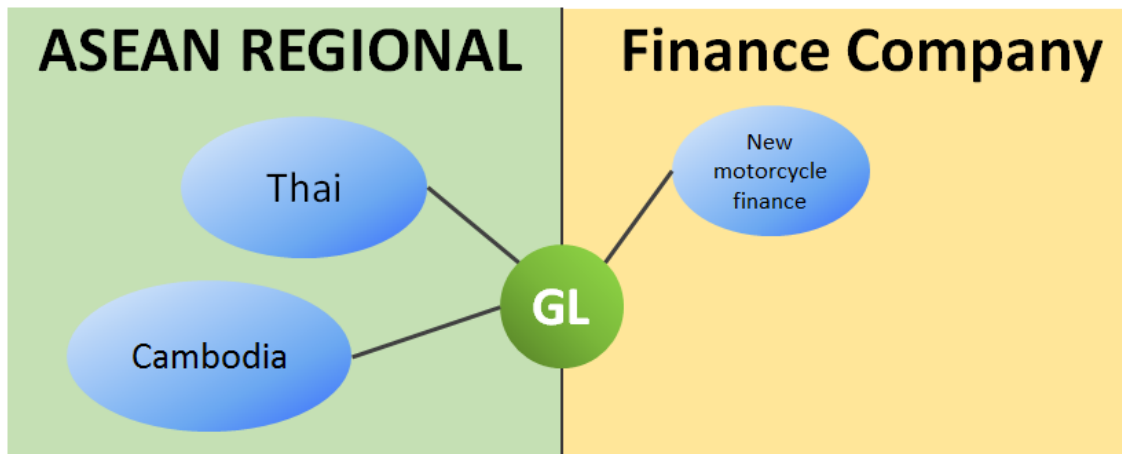 ASEAN REGIONAL
Finance Company
Thai
New
motorcycle
finance
GL
Cambodia